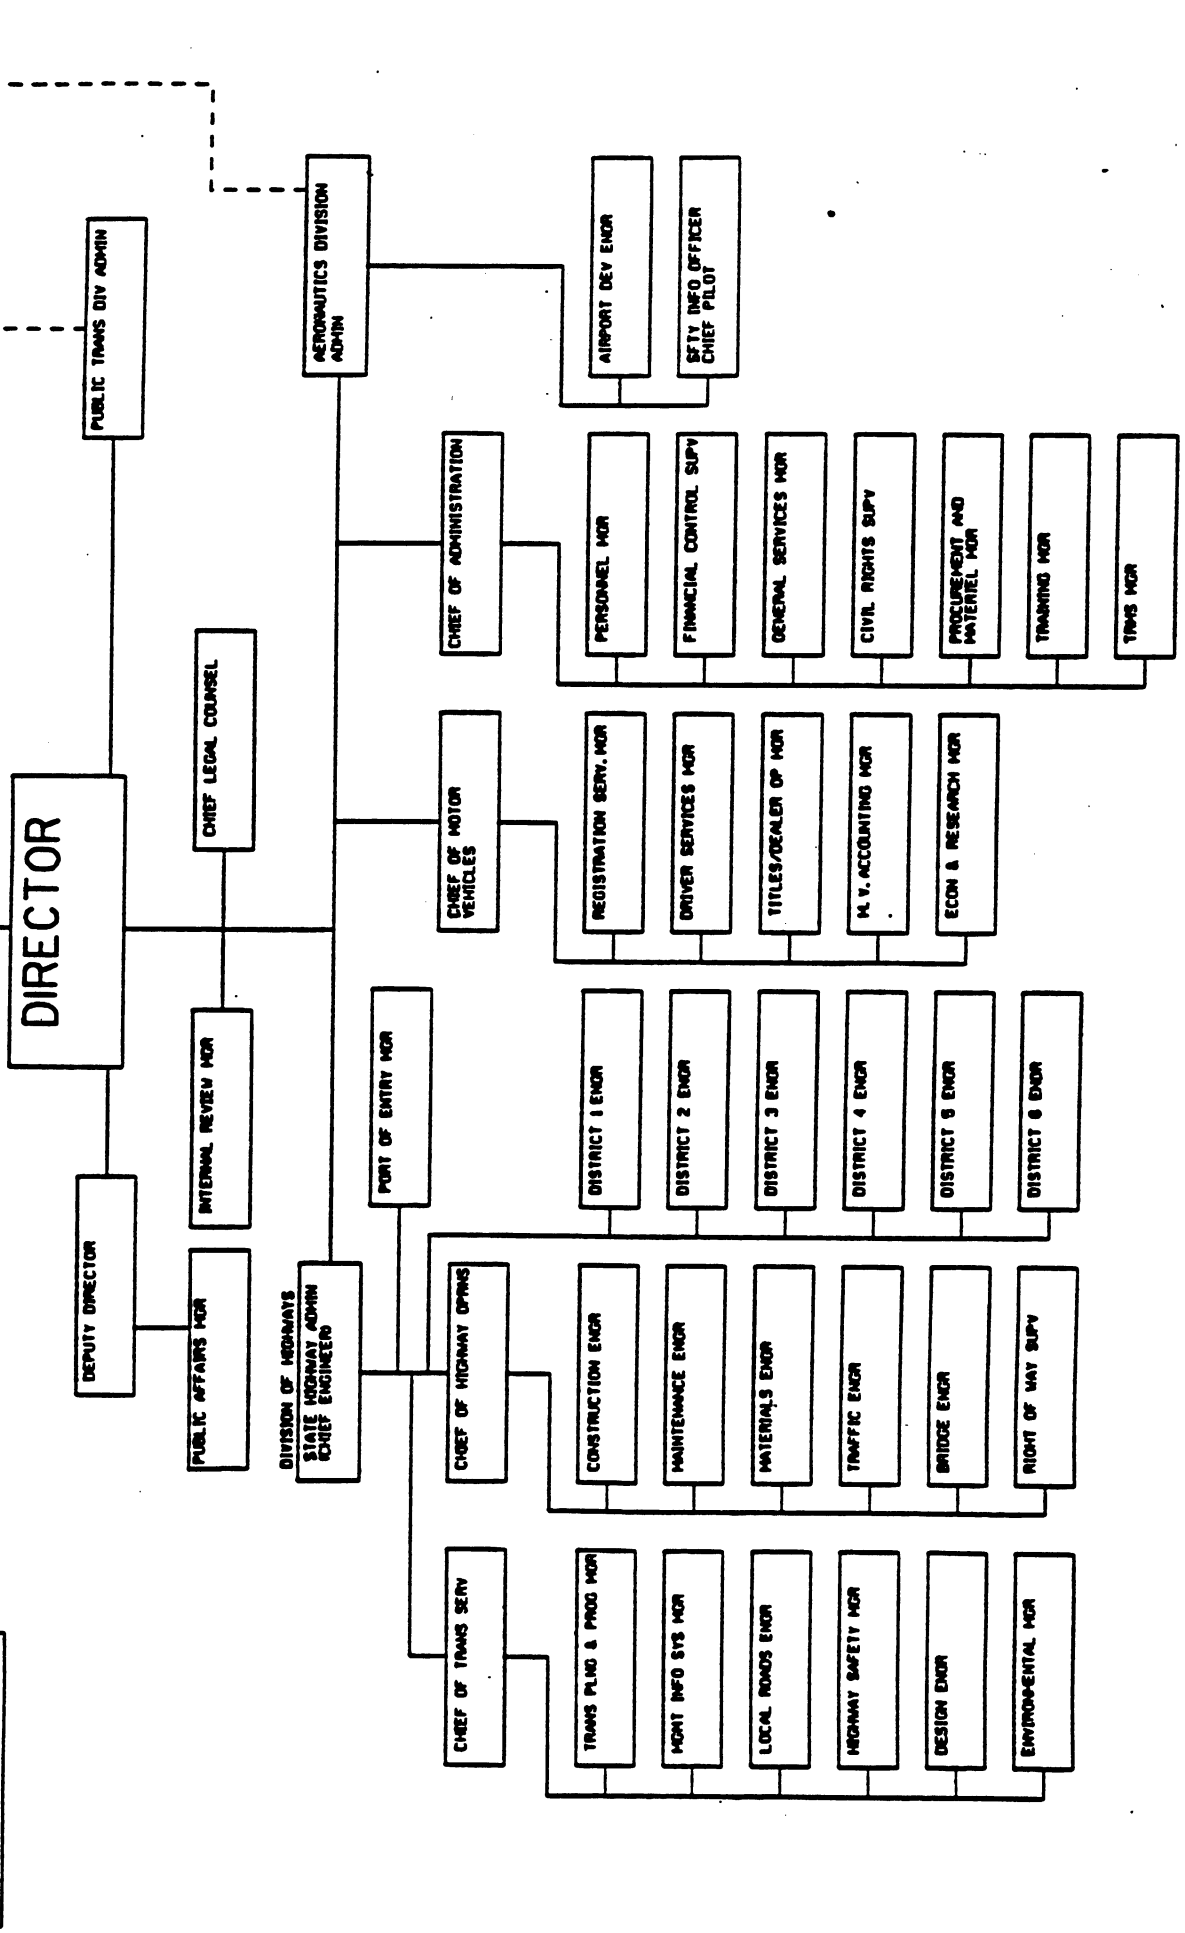 DIRECTOR
DEPUTY DIRECTOR
PUBLIC TRANS DIV ADMIN
PUBLIC AFFAIRS MGR
INTERNAL REVIEW MGR
CHIEF LEGAL COUNSEL
DIVISION OF HIGHWAYS
STATE HIGHWAY ADMIN
(CHIEF ENGINEER)
AERONAUTICS DIVISION
ADMIN
PORT OF ENTRY MGR
CHIEF OF TRANS SERV
CHIEF OF HIGHWAY OPRNS
CHIEF OF MOTOR
VEHICLES
CHIEF OF ADMINISTRATION
TRANS PLNG & PROG MGR
MGMT INFO SYS MGR
LOCAL ROADS ENGR
HIGHWAY SAFETY MGR
DESIGN ENGR
ENVIRONMENTAL MGR
CONSTRUCTION ENGR
MAINTENANCE ENGR
MATERIALS ENGR
TRAFFIC ENGR
BRIDGE ENGR
RIGHT OF WAY SUPV
DISTRICT 1 ENGR
DISTRICT 2 ENGR
DISTRICT 3 ENGR
DISTRICT 4 ENGR
DISTRICT 5 ENGR
DISTRICT 6 ENGR
REGISTRATION SERV. MGR
DRIVER SERVICES MGR
TITLES/DEALER OP MGR
M. V. ACCOUNTING MGR
ECON & RESEARCH MGR
PERSONNEL MGR
FINANCIAL CONTROL SUPV
GENERAL SERVICES MGR
CIVIL RIGHTS SUPV
PROCUREMENT AND
MATERIEL MGR
TRAINING MGR
TRMS MGR
AIRPORT DEV ENGR
SFTY INFO OFFICER
CHIEF PILOT